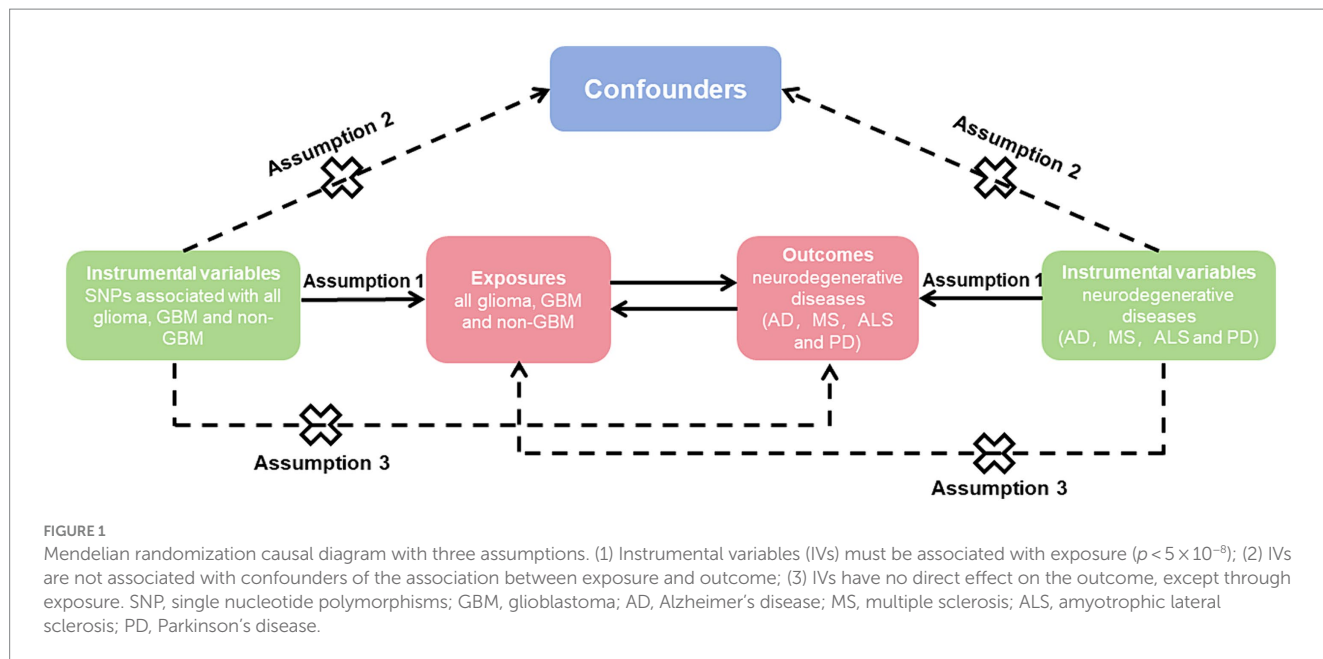 Confounders
Assumption 2
Assumption 2
Instrumental variables
SNPs associated with all
glioma, GBM and non-
GBM
Assumption 1
Exposures
all glioma, GBM
and non-GBM
Outcomes
neurodegenerative
diseases
(AD, MS, ALS
and PD)
Assumption 1
Instrumental variables
neurodegenerative
diseases
(AD, MS, ALS and PD)
Assumption 3
Assumption 3
FIGURE 1
Mendelian randomization causal diagram with three assumptions. (1) Instrumental variables (IVs) must be associated with exposure (p < 5 × 10⁻⁸); (2) IVs
are not associated with confounders of the association between exposure and outcome; (3) IVs have no direct effect on the outcome, except through
exposure. SNP, single nucleotide polymorphisms; GBM, glioblastoma; AD, Alzheimer's disease; MS, multiple sclerosis; ALS, amyotrophic lateral
sclerosis; PD, Parkinson's disease.